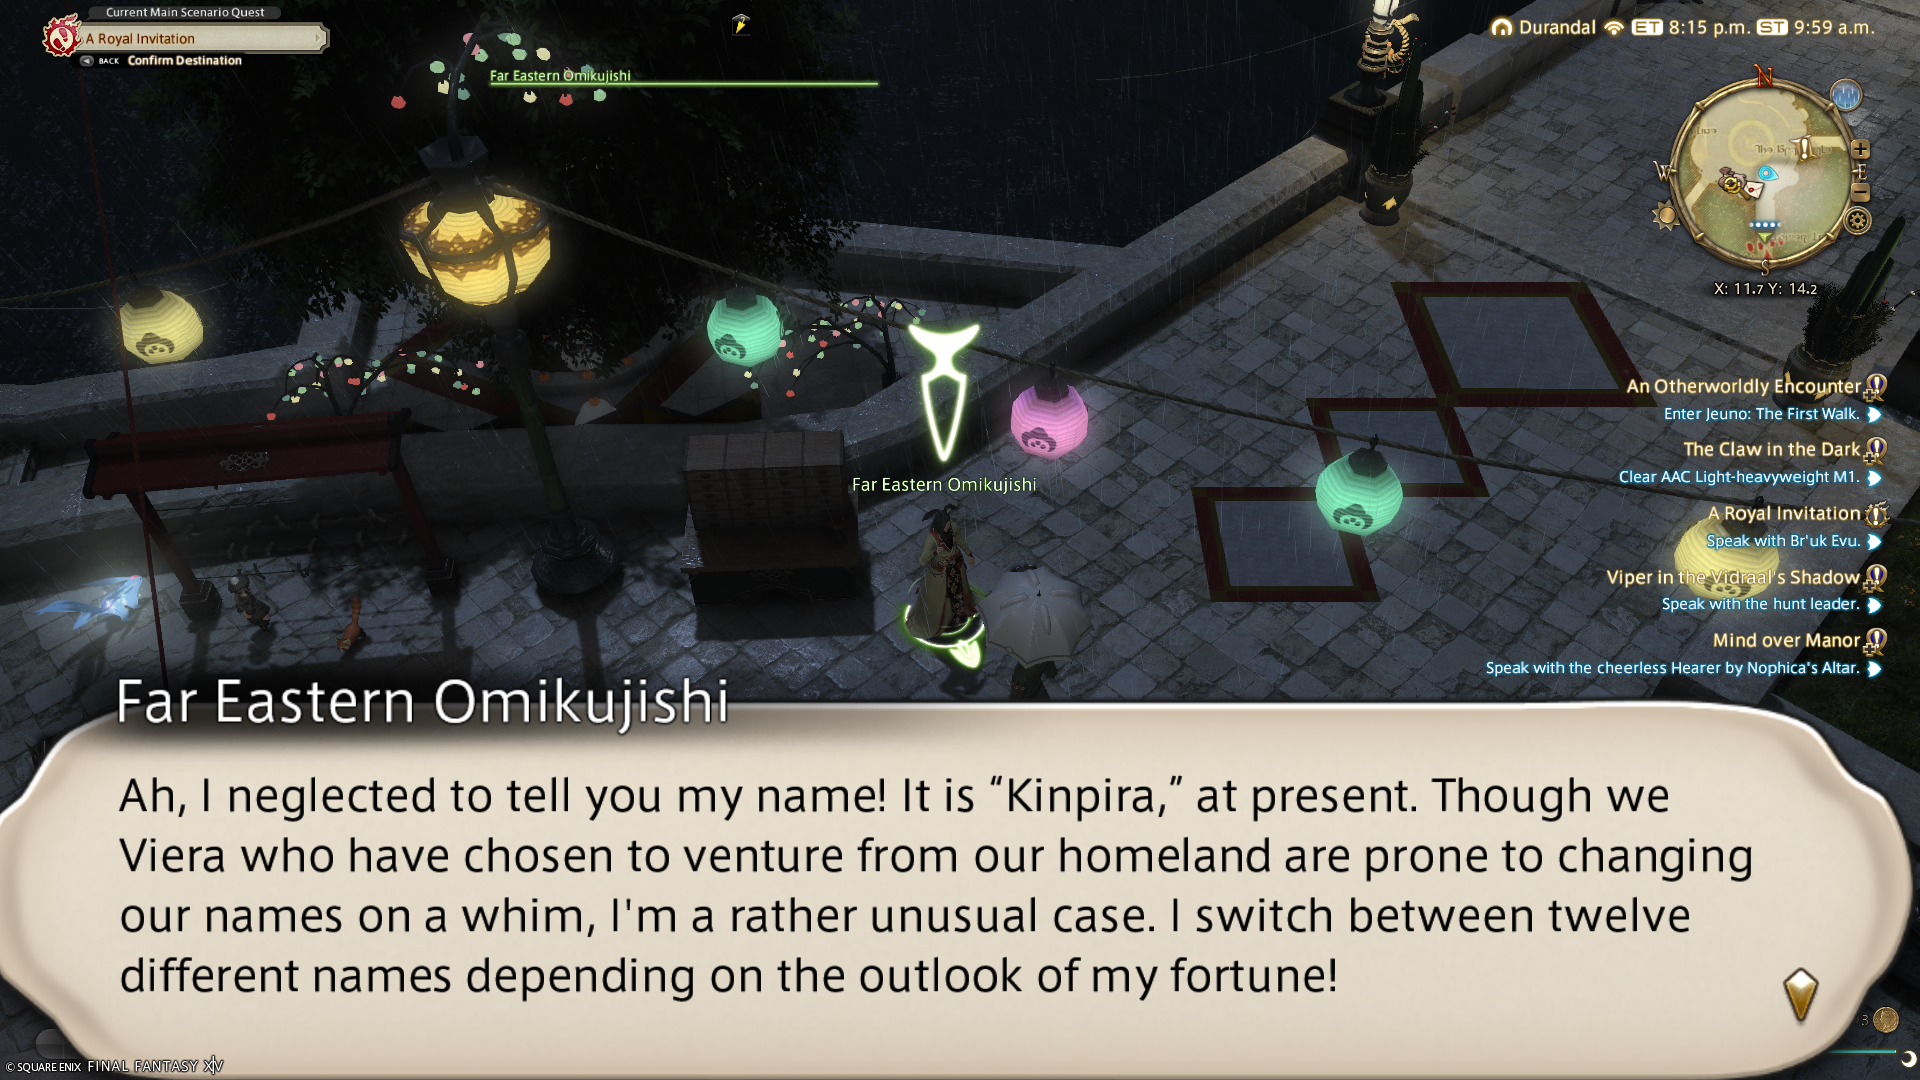 Current Main Scenario Quest
A Royal Invitation
BACK Confirm Destination
Far Eastern Omikujishi
Durandal ET 8:15 p.m. ST 9:59 a.m.
N
W
E
S
X: 11.7 Y: 14.2
An Otherworldly Encounter
Enter Jeuno: The First Walk.
The Claw in the Dark
Clear AAC Light-heavyweight M1.
A Royal Invitation
Speak with Br'uk Evu.
Viper in the Vidraal's Shadow
Speak with the hunt leader.
Mind over Manor
Speak with the cheerless Hearer by Nophica's Altar.
Far Eastern Omikujishi
Far Eastern Omikujishi
Ah, I neglected to tell you my name! It is “Kinpira,” at present. Though we
Viera who have chosen to venture from our homeland are prone to changing
our names on a whim, I'm a rather unusual case. I switch between twelve
different names depending on the outlook of my fortune!
3
© SQUARE ENIX FINAL FANTASY XIV